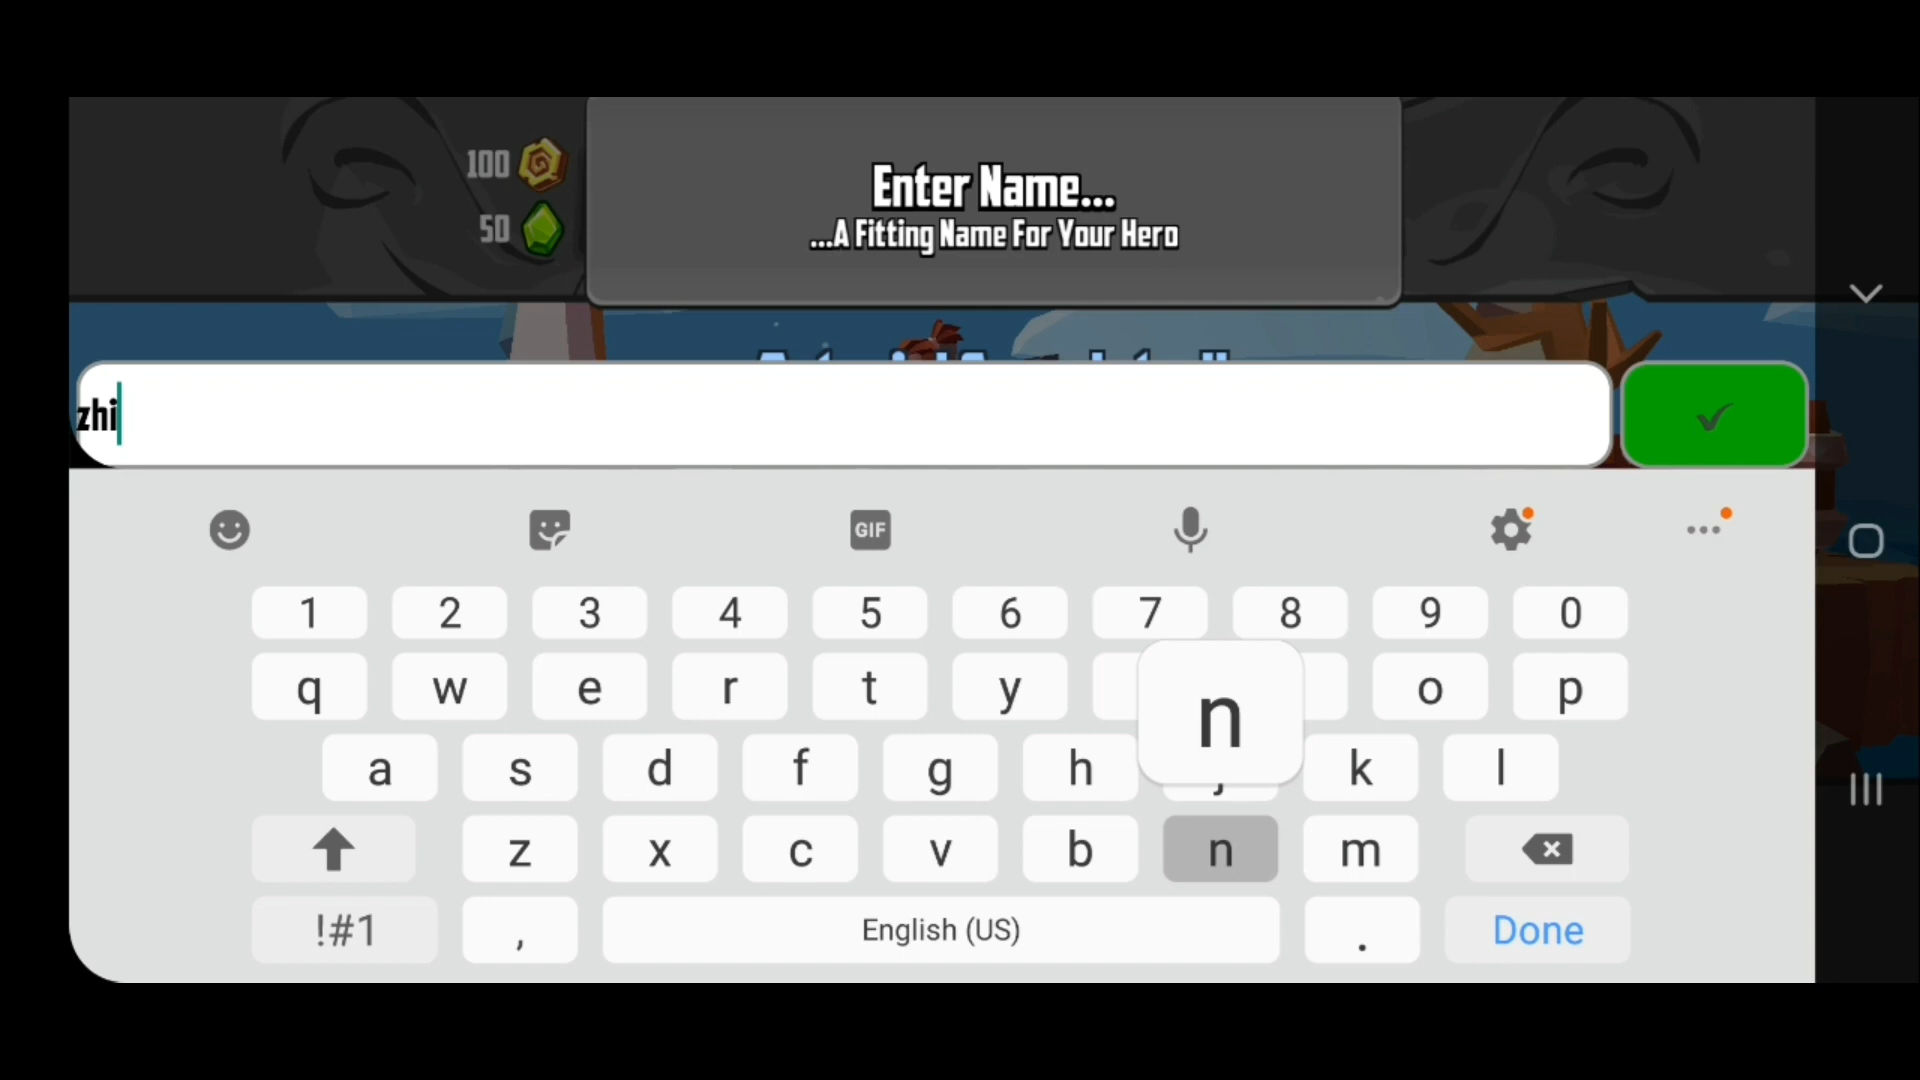 100
50
Enter Name...
...A Fitting Name For Your Hero
zhi
GIF
1 2 3 4 5 6 7 8 9 0
q w e r t y o p
n
a s d f g h j k l
z x c v b n m
!#1 , English (US) . Done